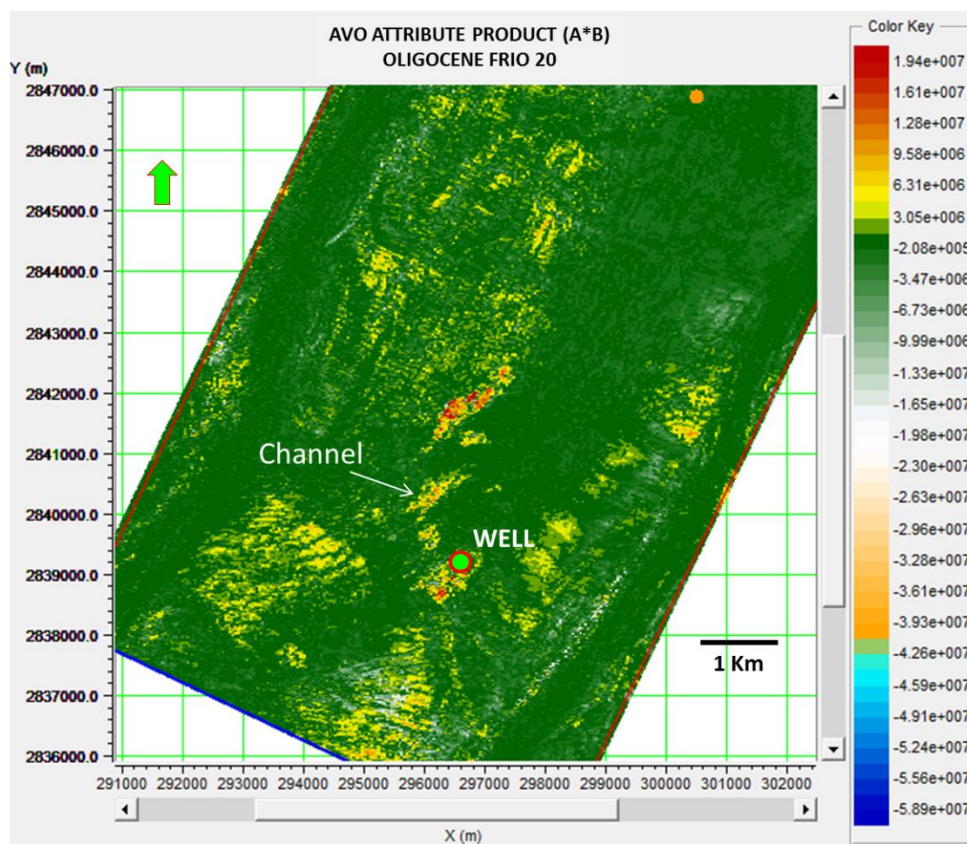 AVO ATTRIBUTE PRODUCT (A*B)
OLIGOCENE FRIO 20
Color Key
Y (m)
2847000.0
2846000.0
2845000.0
2844000.0
2843000.0
2842000.0
2841000.0
2840000.0
2839000.0
2838000.0
2837000.0
2836000.0
Channel
WELL
1 Km
291000 292000 293000 294000 295000 296000 297000 298000 299000 300000 301000 302000
X (m)
1.94e+007
1.61e+007
1.28e+007
9.58e+006
6.31e+006
3.05e+006
-2.08e+005
-3.47e+006
-6.73e+006
-9.99e+006
-1.33e+007
-1.65e+007
-1.98e+007
-2.30e+007
-2.63e+007
-2.96e+007
-3.28e+007
-3.61e+007
-3.93e+007
-4.26e+007
-4.59e+007
-4.91e+007
-5.24e+007
-5.56e+007
-5.89e+007